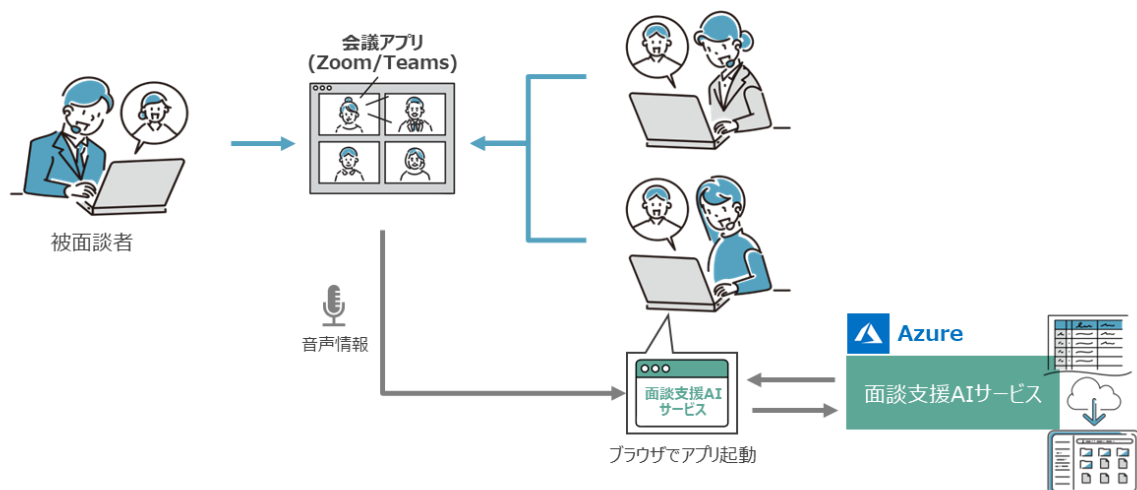 会議アプリ
(Zoom/Teams)
被面談者
音声情報
Azure
面談支援AI
サービス
面談支援AIサービス
ブラウザでアプリ起動